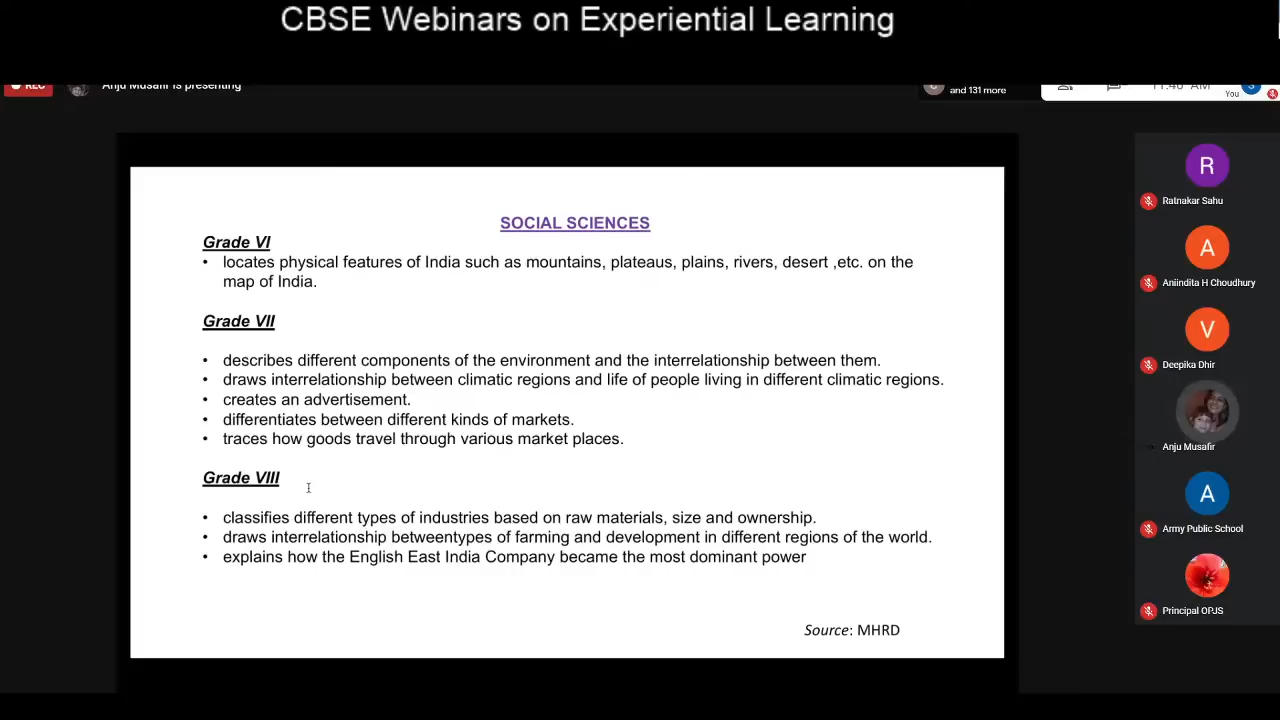 CBSE Webinars on Experiential Learning
REC
Anju Musafir is presenting
C
and 131 more
11:46 AM
You
S
SOCIAL SCIENCES
Grade VI
• locates physical features of India such as mountains, plateaus, plains, rivers, desert ,etc. on the
map of India.
Grade VII
• describes different components of the environment and the interrelationship between them.
• draws interrelationship between climatic regions and life of people living in different climatic regions.
• creates an advertisement.
• differentiates between different kinds of markets.
• traces how goods travel through various market places.
Grade VIII
• classifies different types of industries based on raw materials, size and ownership.
• draws interrelationship betweentypes of farming and development in different regions of the world.
• explains how the English East India Company became the most dominant power
Source: MHRD
R
Ratnakar Sahu
A
Aniindita H Choudhury
V
Deepika Dhir
Anju Musafir
A
Army Public School
Principal OPJS